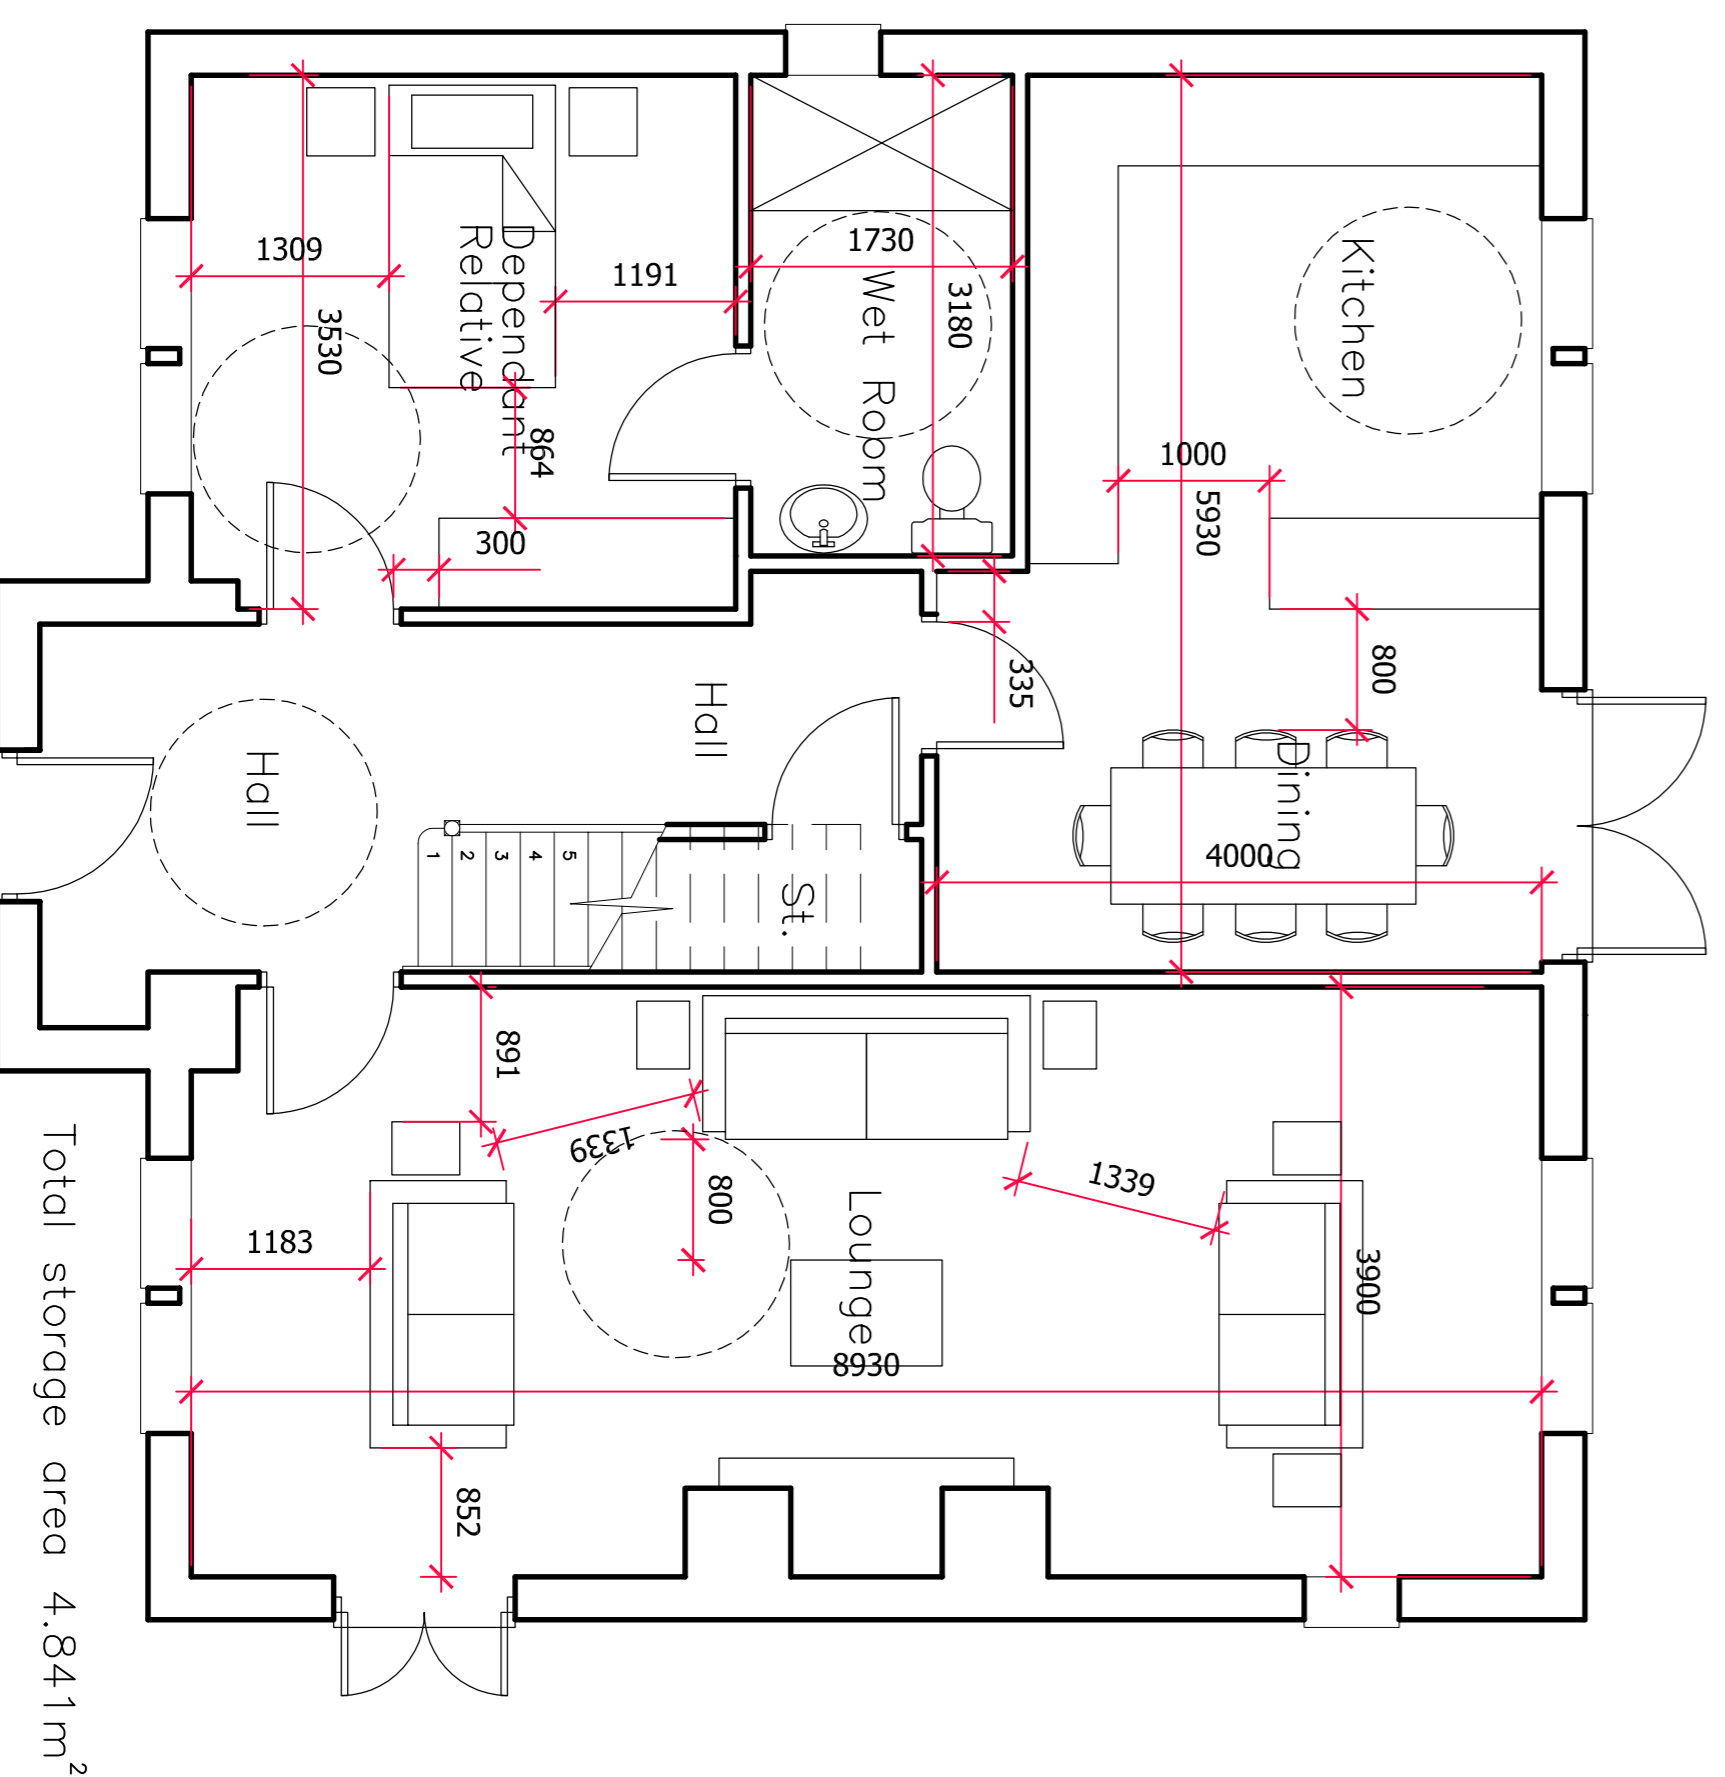 1309
3530
Dependant
Relative
1191
864
300
1730
3180
Wet Room
Kitchen
1000
5930
800
335
Dining
4000
Hall
Hall
1
2
3
4
5
St.
891
1339
800
1339
Lounge
3900
1183
8930
852
Total storage area 4.841m²